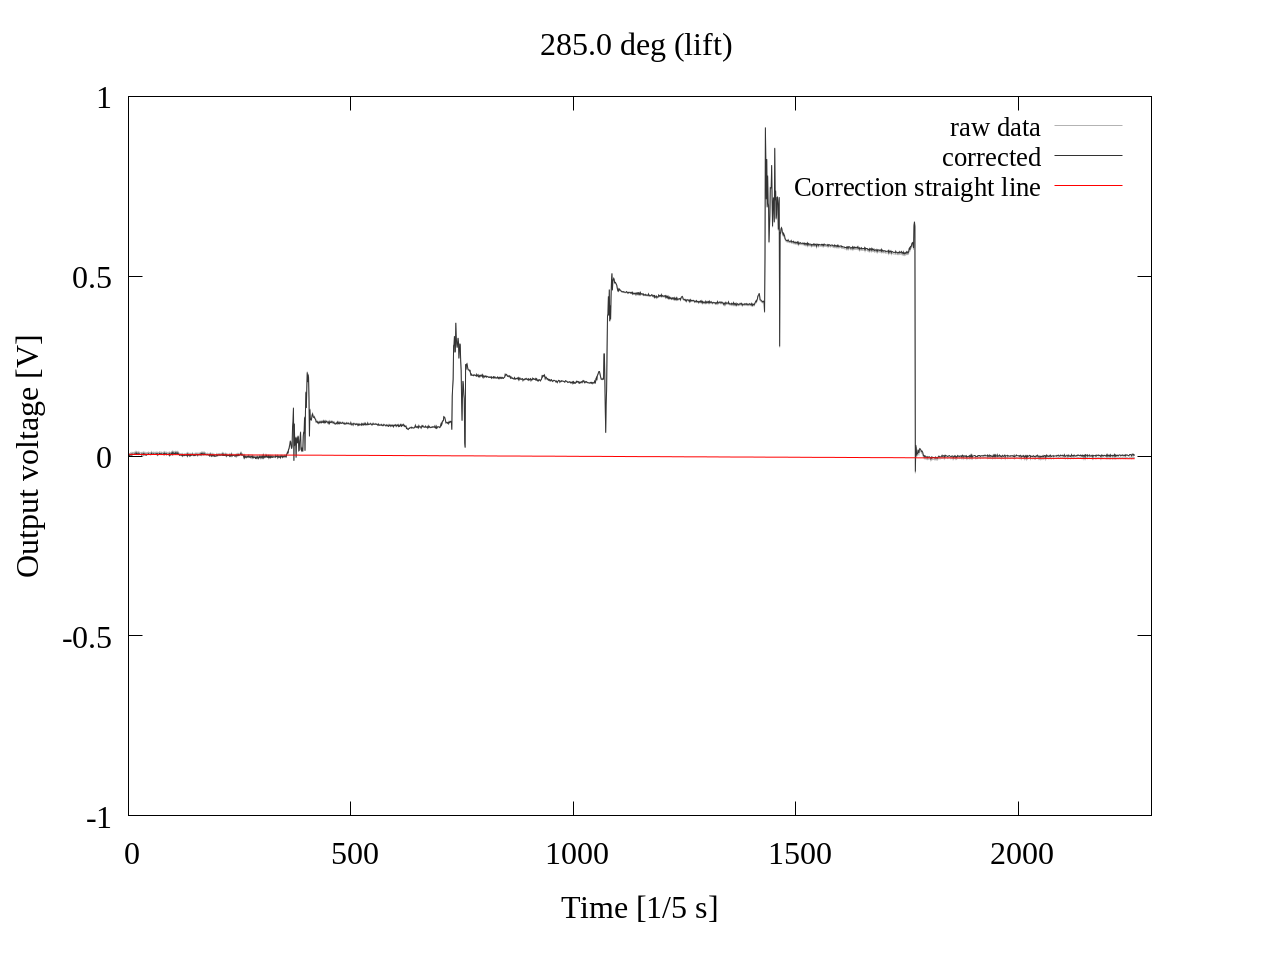 285.0 deg (lift)
raw data
corrected
Correction straight line
1
0.5
0
-0.5
-1
Output voltage [V]
0 500 1000 1500 2000
Time [1/5 s]